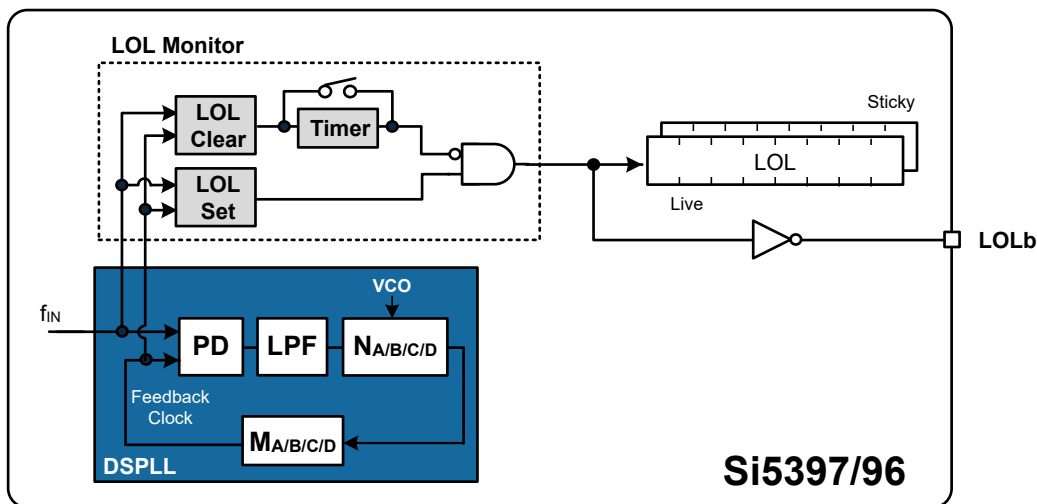 LOL Monitor
LOL
Clear
Timer
LOL
Set
Sticky
LOL
Live
LOLb
fIN
VCO
PD
LPF
NA/B/C/D
Feedback
Clock
MA/B/C/D
DSPLL
Si5397/96